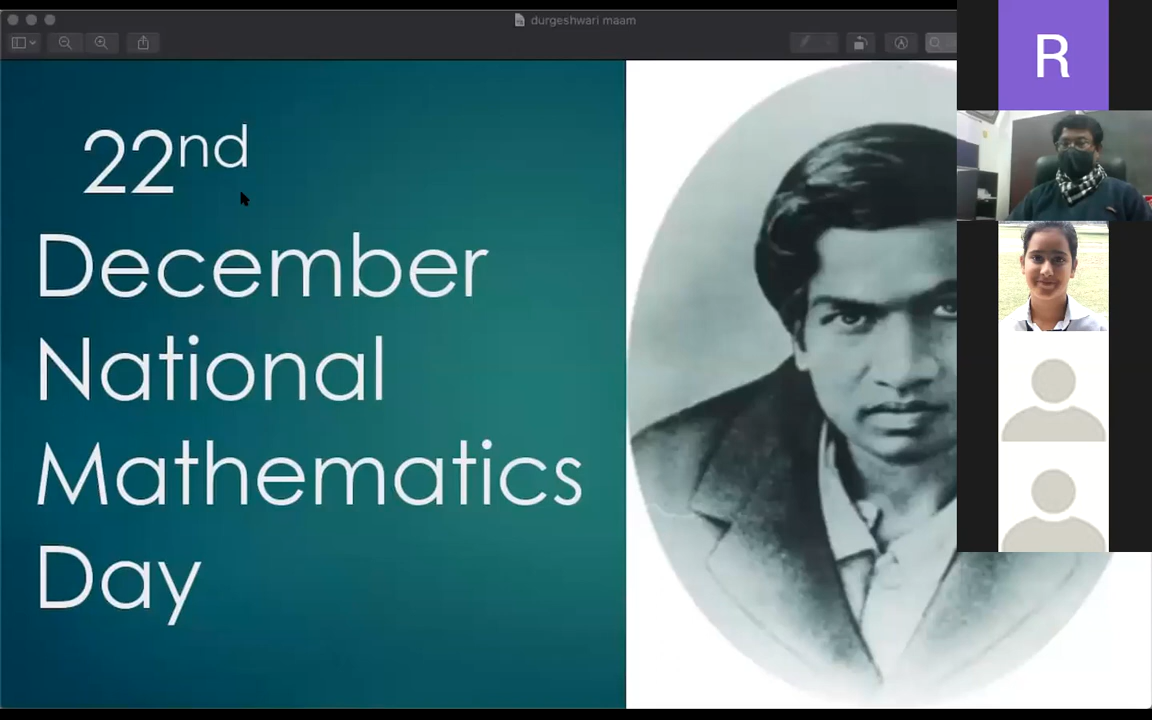 durgeshwari maam
R
22nd
December
National
Mathematics
Day